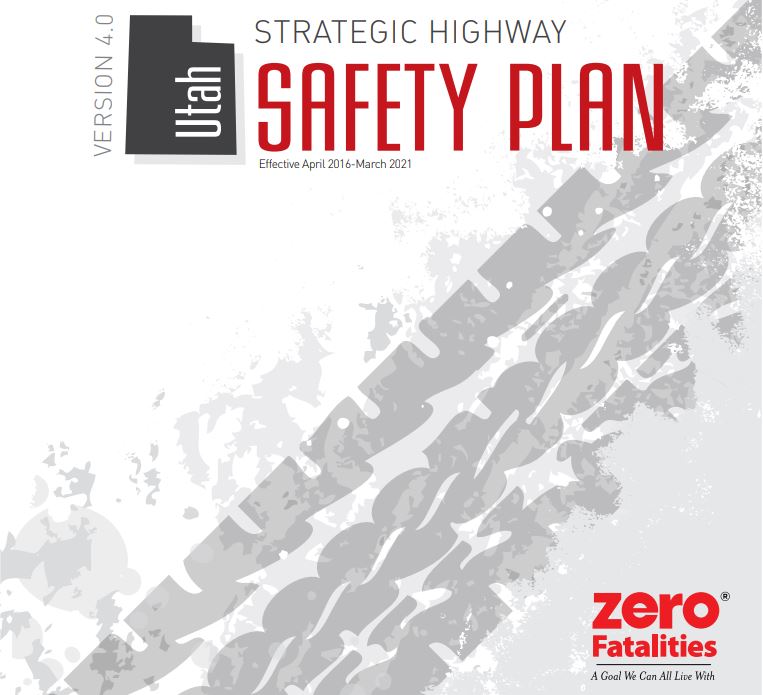 VERSION 4.0
Utah
STRATEGIC HIGHWAY
SAFETY PLAN
Effective April 2016-March 2021
zero®
Fatalities
A Goal We Can All Live With